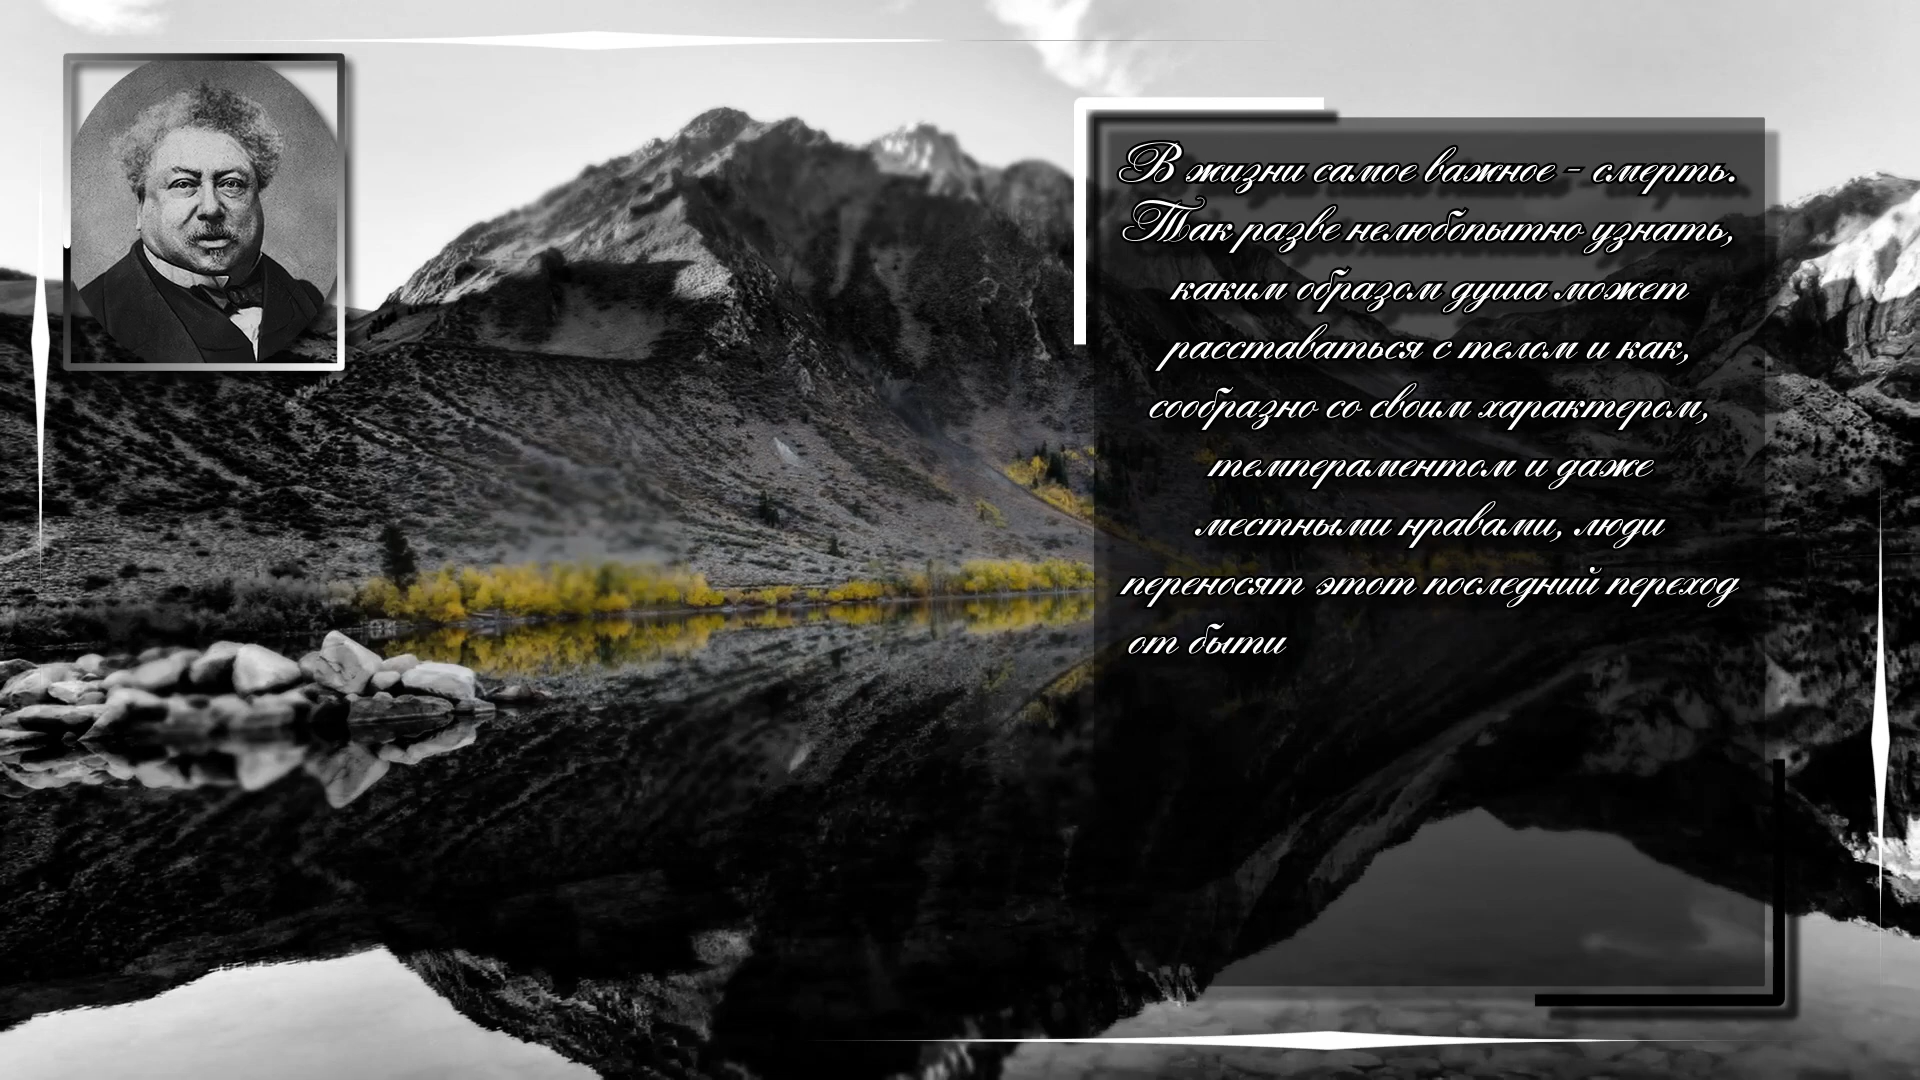 В жизни самое важное - смерть.
Так разве нелюбопытно узнать,
каким образом душа может
расставаться с телом и как,
сообразно со своим характером,
темпераментом и даже
местными нравами, люди
переносят этот последний переход
от быти